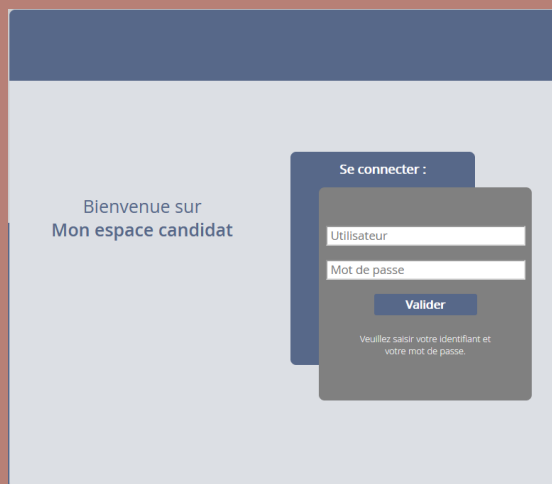 Bienvenue sur
Mon espace candidat
Se connecter :
Utilisateur
Mot de passe
Valider
Veuillez saisir votre identifiant et
votre mot de passe.